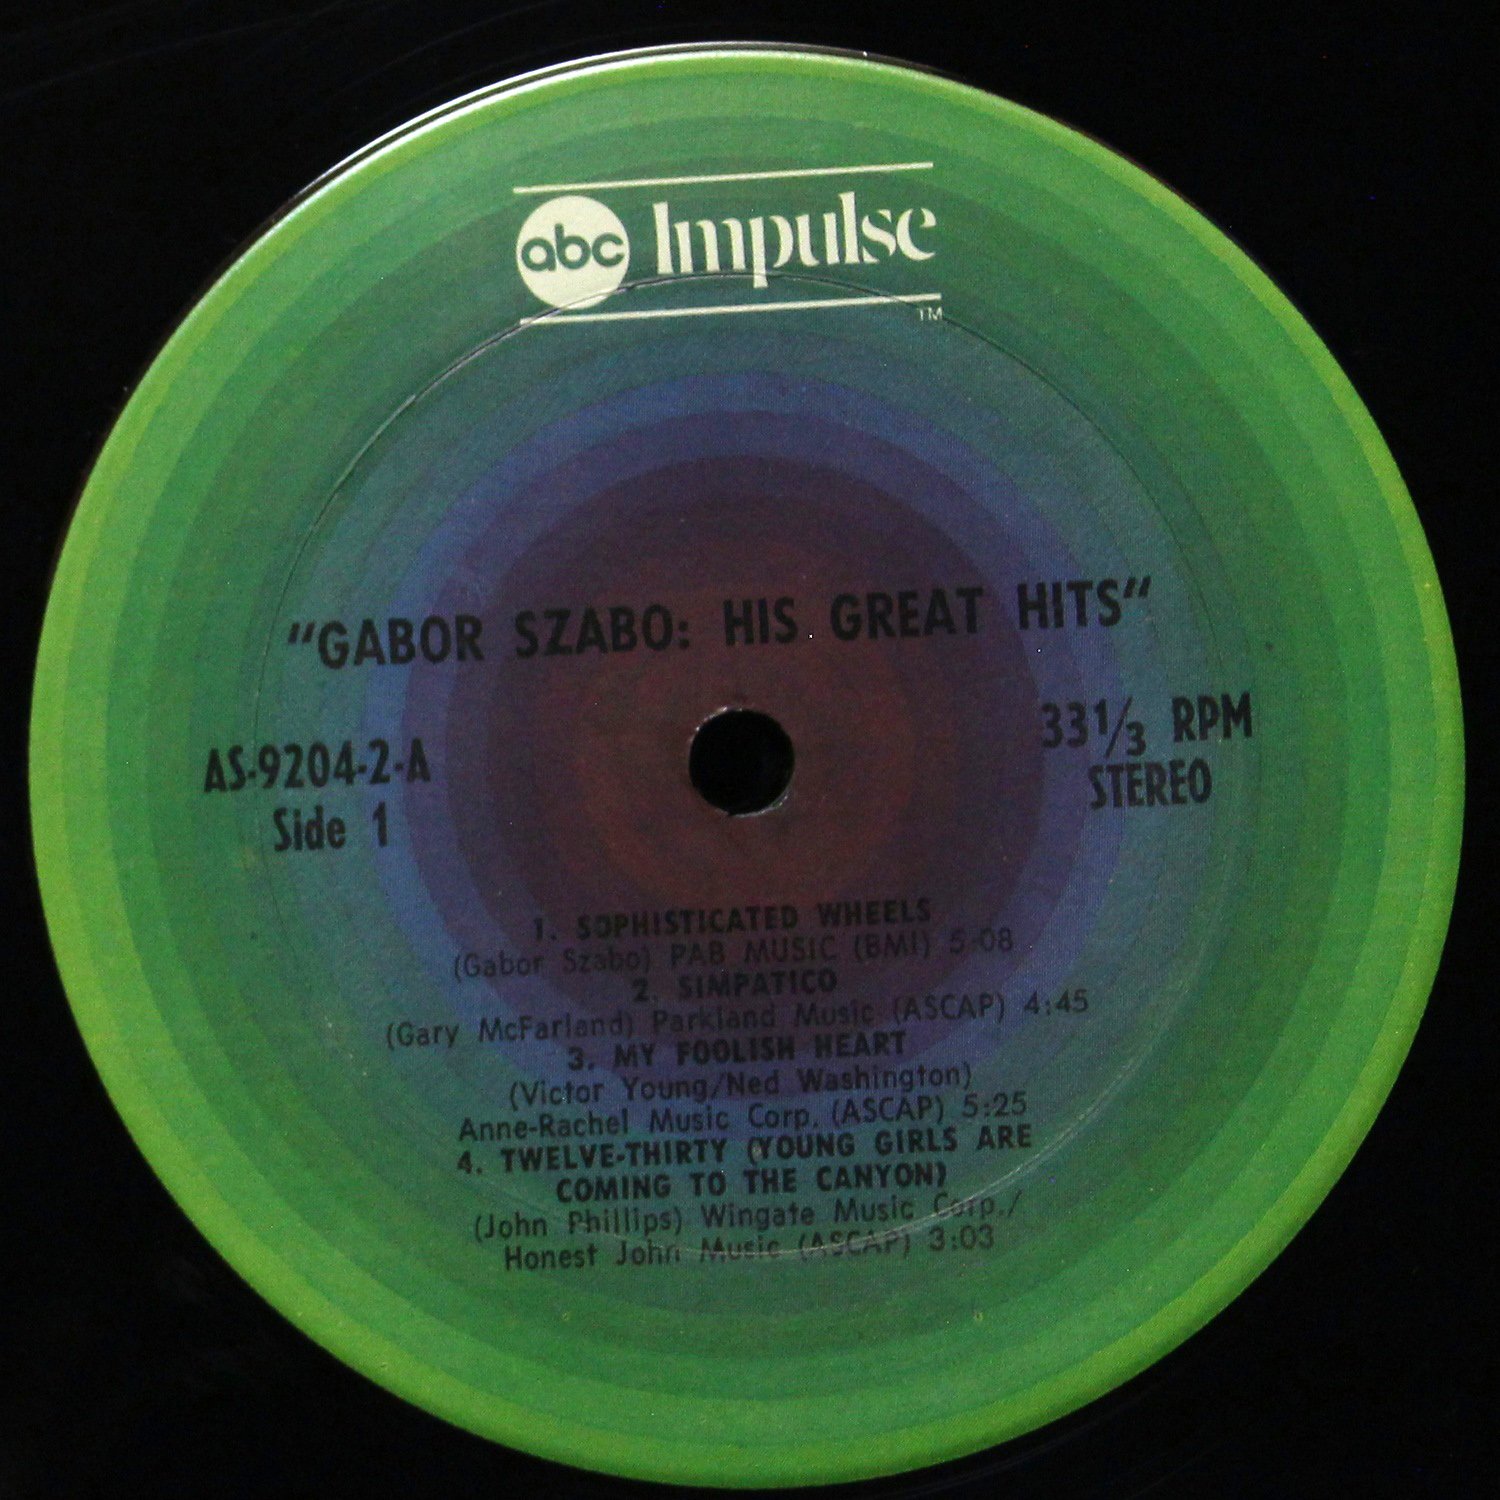 abc Impulse
TM
"GABOR SZABO: HIS GREAT HITS"
AS-9204-2-A
Side 1
33 1/3 RPM
STEREO
1. SOPHISTICATED WHEELS
(Gabor Szabo) PAB MUSIC (BMI) 5:08
2. SIMPATICO
(Gary McFarland) Parkland Music (ASCAP) 4:45
3. MY FOOLISH HEART
(Victor Young/Ned Washington)
Anne-Rachel Music Corp. (ASCAP) 5:25
4. TWELVE-THIRTY (YOUNG GIRLS ARE
COMING TO THE CANYON)
(John Phillips) Wingate Music Corp./
Honest John Music (ASCAP) 3:03